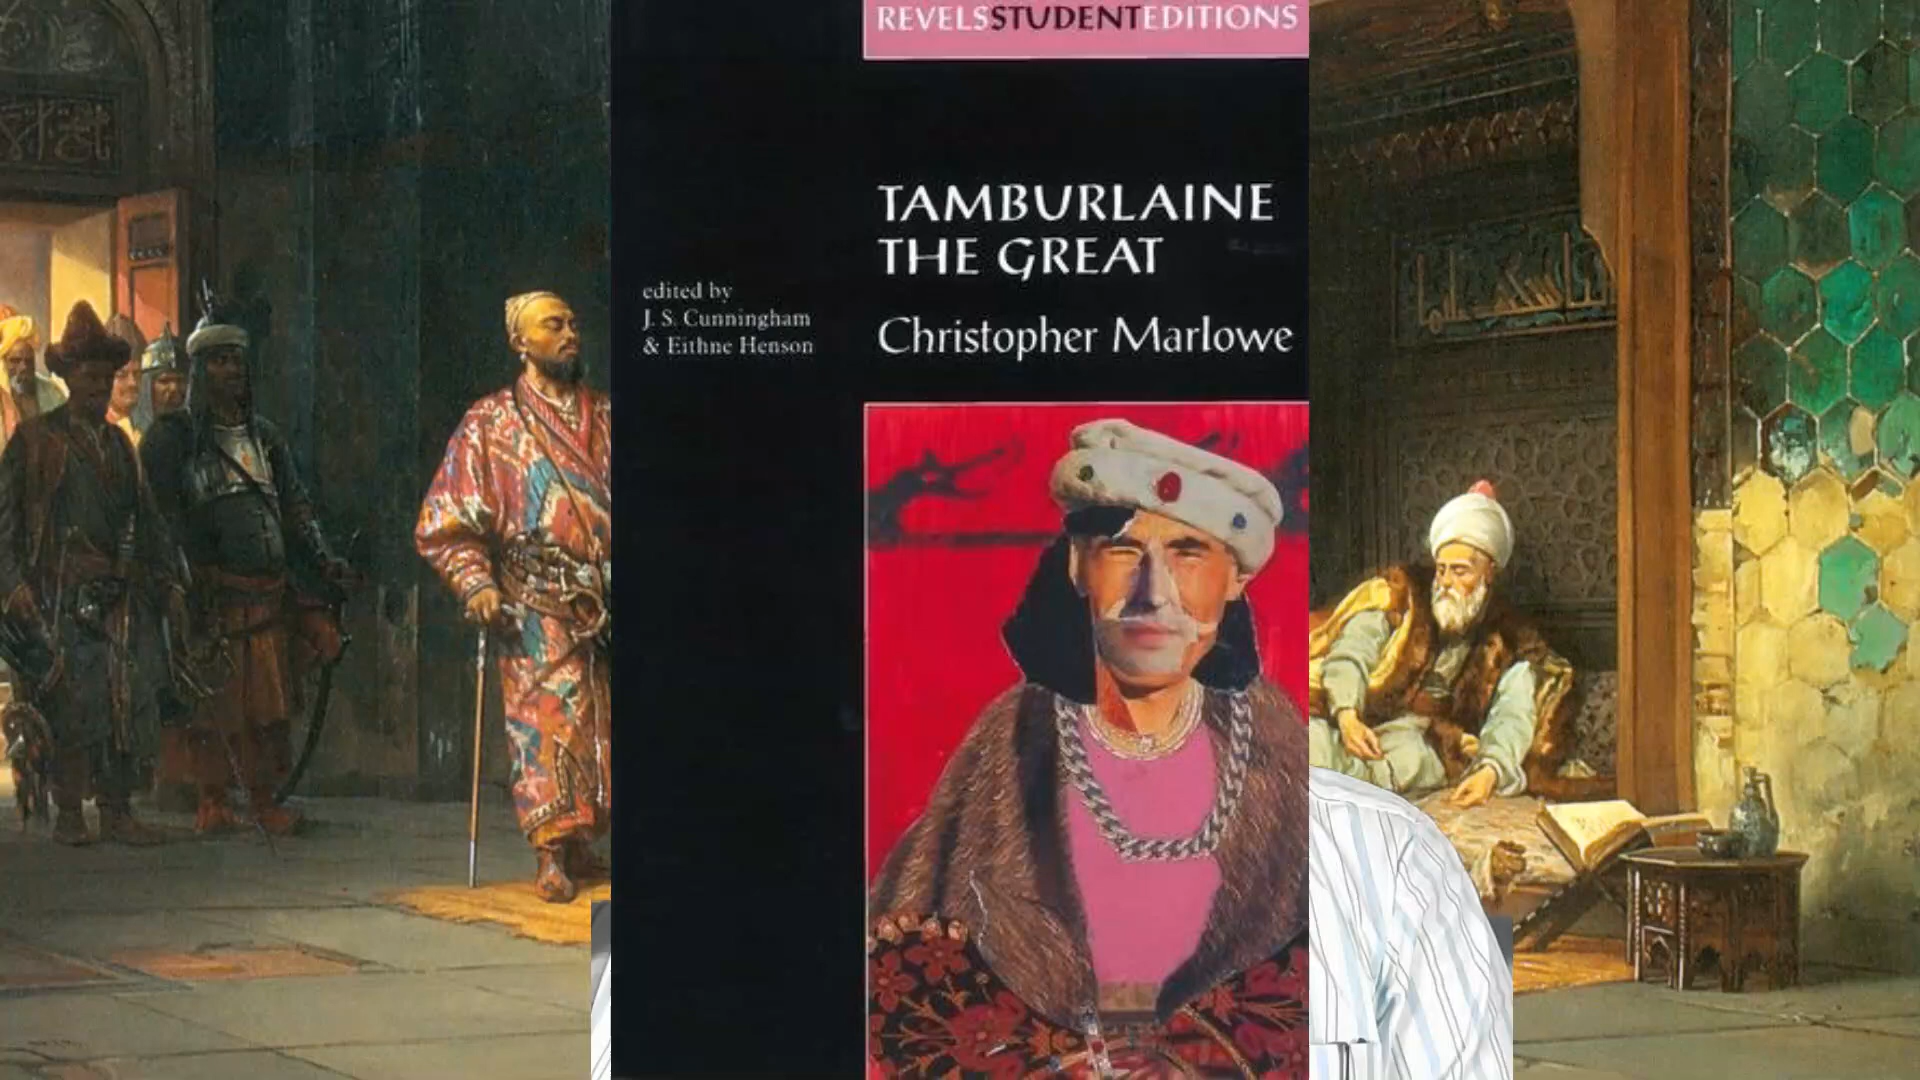 REVELSSTUDENTEDITIONS
TAMBURLAINE
THE GREAT
edited by
J. S. Cunningham
& Eithne Henson
Christopher Marlowe